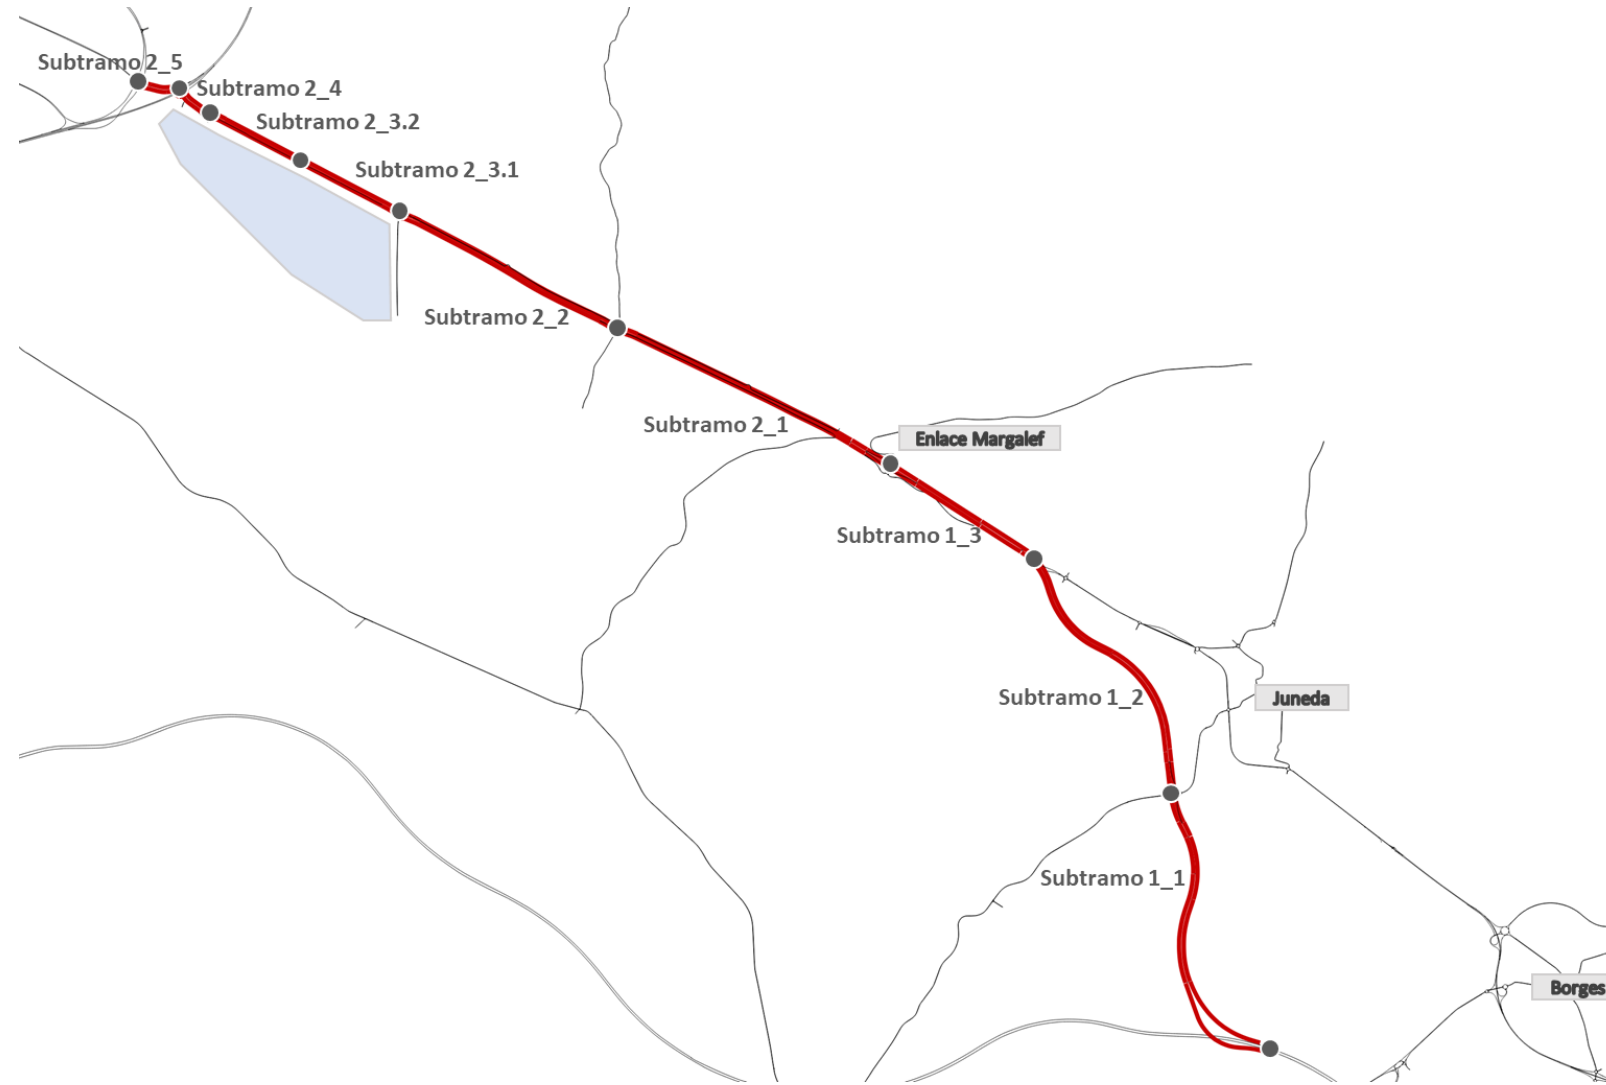 Subtramo 2_5
Subtramo 2_4
Subtramo 2_3.2
Subtramo 2_3.1
Subtramo 2_2
Subtramo 2_1
Enlace Margalef
Subtramo 1_3
Subtramo 1_2
Juneda
Subtramo 1_1
Borges